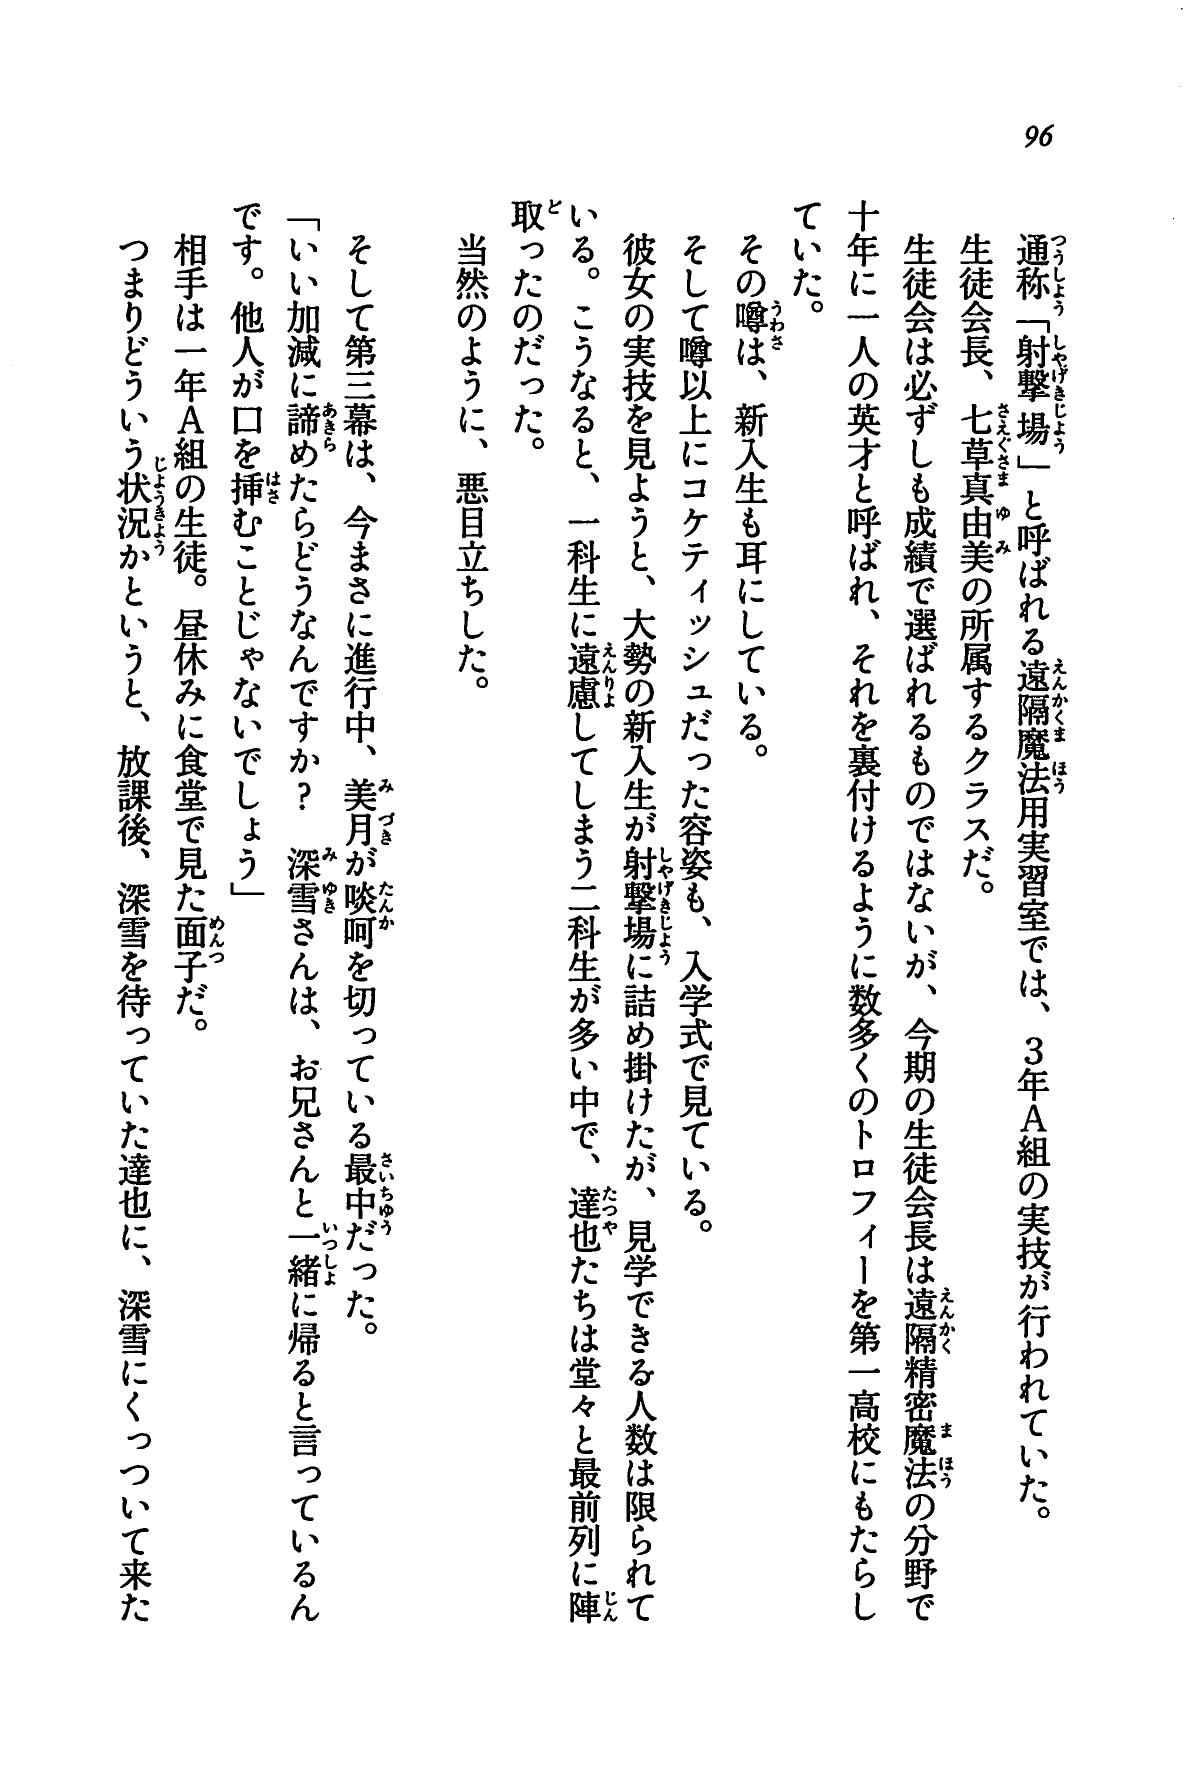 96
通称「射撃場」と呼ばれる遠隔魔法用実習室では、3年A組の実技が行われていた。
生徒会長、七草真由美の所属するクラスだ。
生徒会は必ずしも成績で選ばれるものではないが、今期の生徒会長は遠隔精密魔法の分野で
十年に一人の英才と呼ばれ、それを裏付けるように数多くのトロフィーを第一高校にもたらし
ていた。
その噂は、新入生も耳にしている。
そして噂以上にコケティッシュだった容姿も、入学式で見ている。
彼女の実技を見ようと、大勢の新入生が射撃場に詰め掛けたが、見学できる人数は限られて
いる。こうなると、一科生に遠慮してしまう二科生が多い中で、達也たちは堂々と最前列に陣
取ったのだった。
当然のように、悪目立ちした。
そして第三幕は、今まさに進行中、美月が啖呵を切っている最中だった。
「いい加減に諦めたらどうなんですか？　深雪さんは、お兄さんと一緒に帰ると言っているん
です。他人が口を挿むことじゃないでしょう」
相手は一年A組の生徒。昼休みに食堂で見た面子だ。
つまりどういう状況かというと、放課後、深雪を待っていた達也に、深雪にくっついて来た